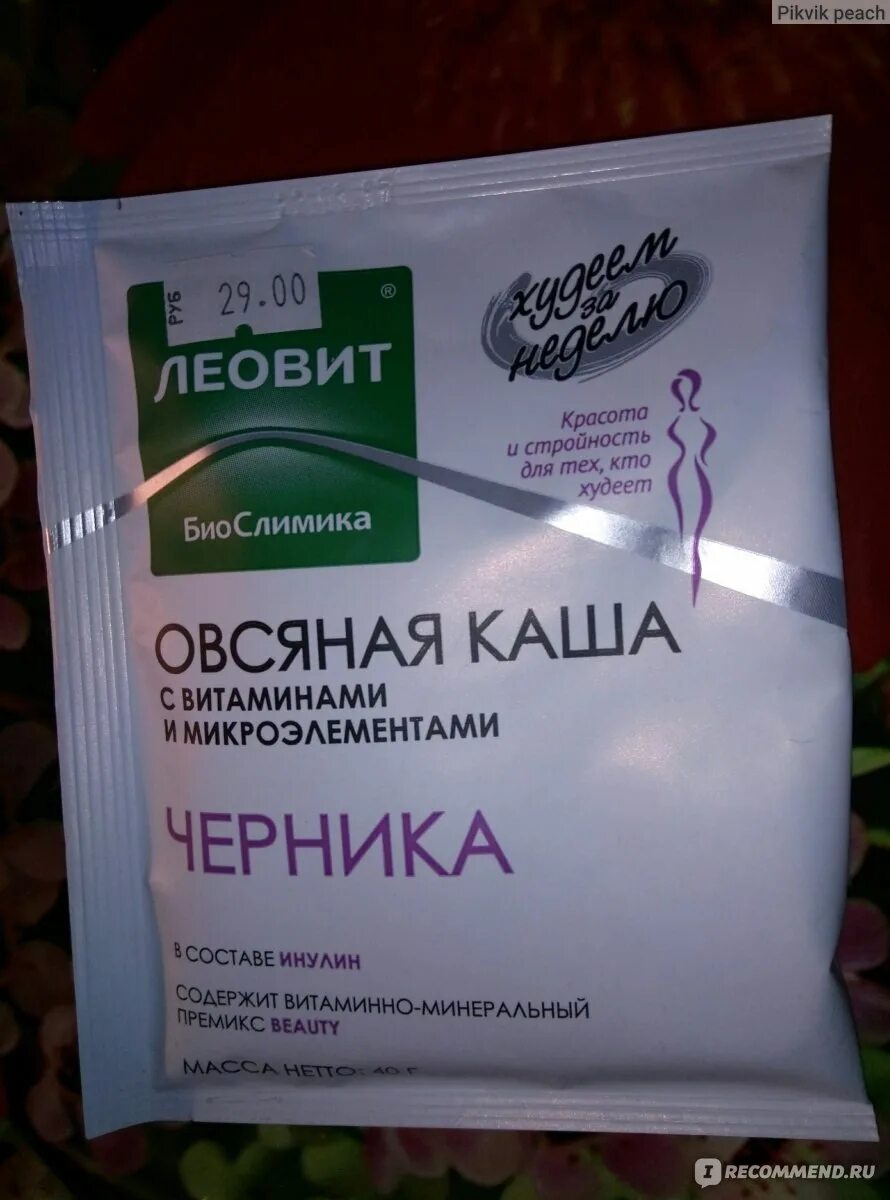 Pikvik peach
РУБ 29.00
®
ЛЕОВИТ
БиоСлимика
худеем
за
неделю
Красота
и стройность
для тех, кто
худеет
ОВСЯНАЯ КАША
С ВИТАМИНАМИ
И МИКРОЭЛЕМЕНТАМИ
ЧЕРНИКА
В СОСТАВЕ ИНУЛИН
СОДЕРЖИТ ВИТАМИННО-МИНЕРАЛЬНЫЙ
ПРЕМИКС BEAUTY
МАССА НЕТТО: 40 Г
I RECOMMEND.RU